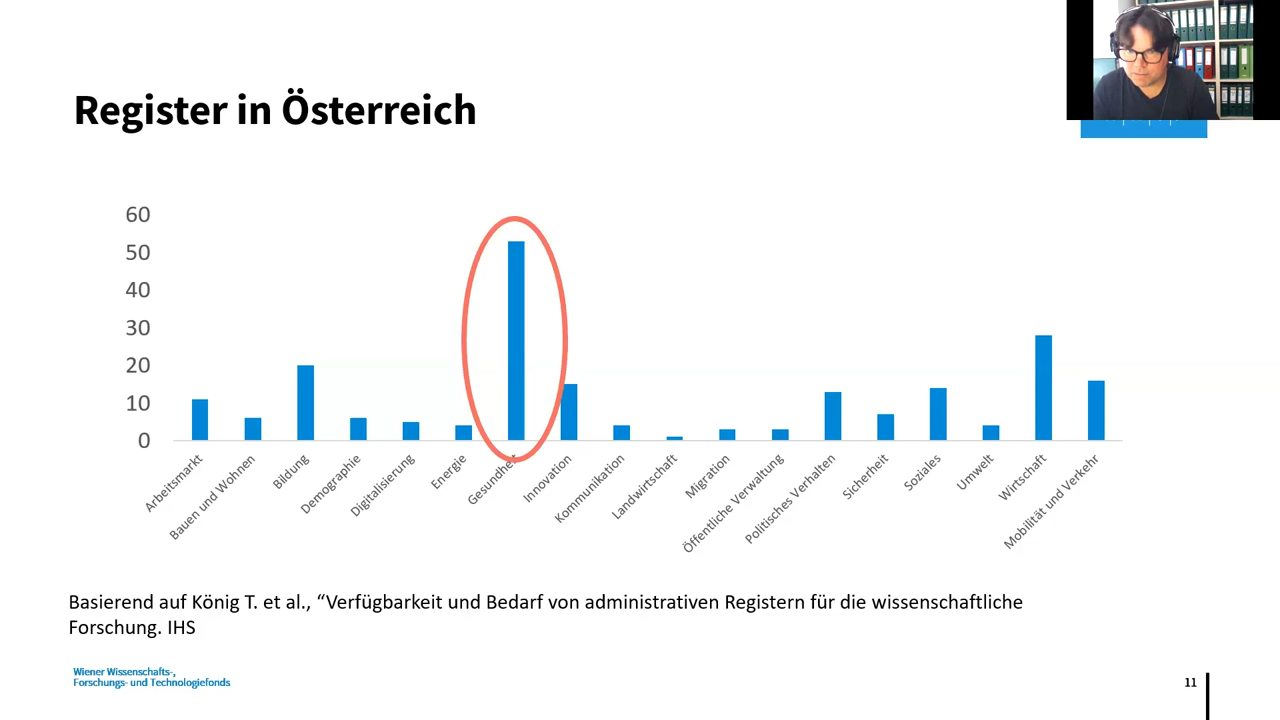 Register in Österreich
60
50
40
30
20
10
0
Arbeitsmarkt
Bauen und Wohnen
Bildung
Demographie
Digitalisierung
Energie
Gesundheit
Innovation
Kommunikation
Landwirtschaft
Migration
Öffentliche Verwaltung
Politisches Verhalten
Sicherheit
Soziales
Umwelt
Wirtschaft
Mobilität und Verkehr
Basierend auf König T. et al., “Verfügbarkeit und Bedarf von administrativen Registern für die wissenschaftliche
Forschung. IHS
Wiener Wissenschafts-,
Forschungs- und Technologiefonds
11